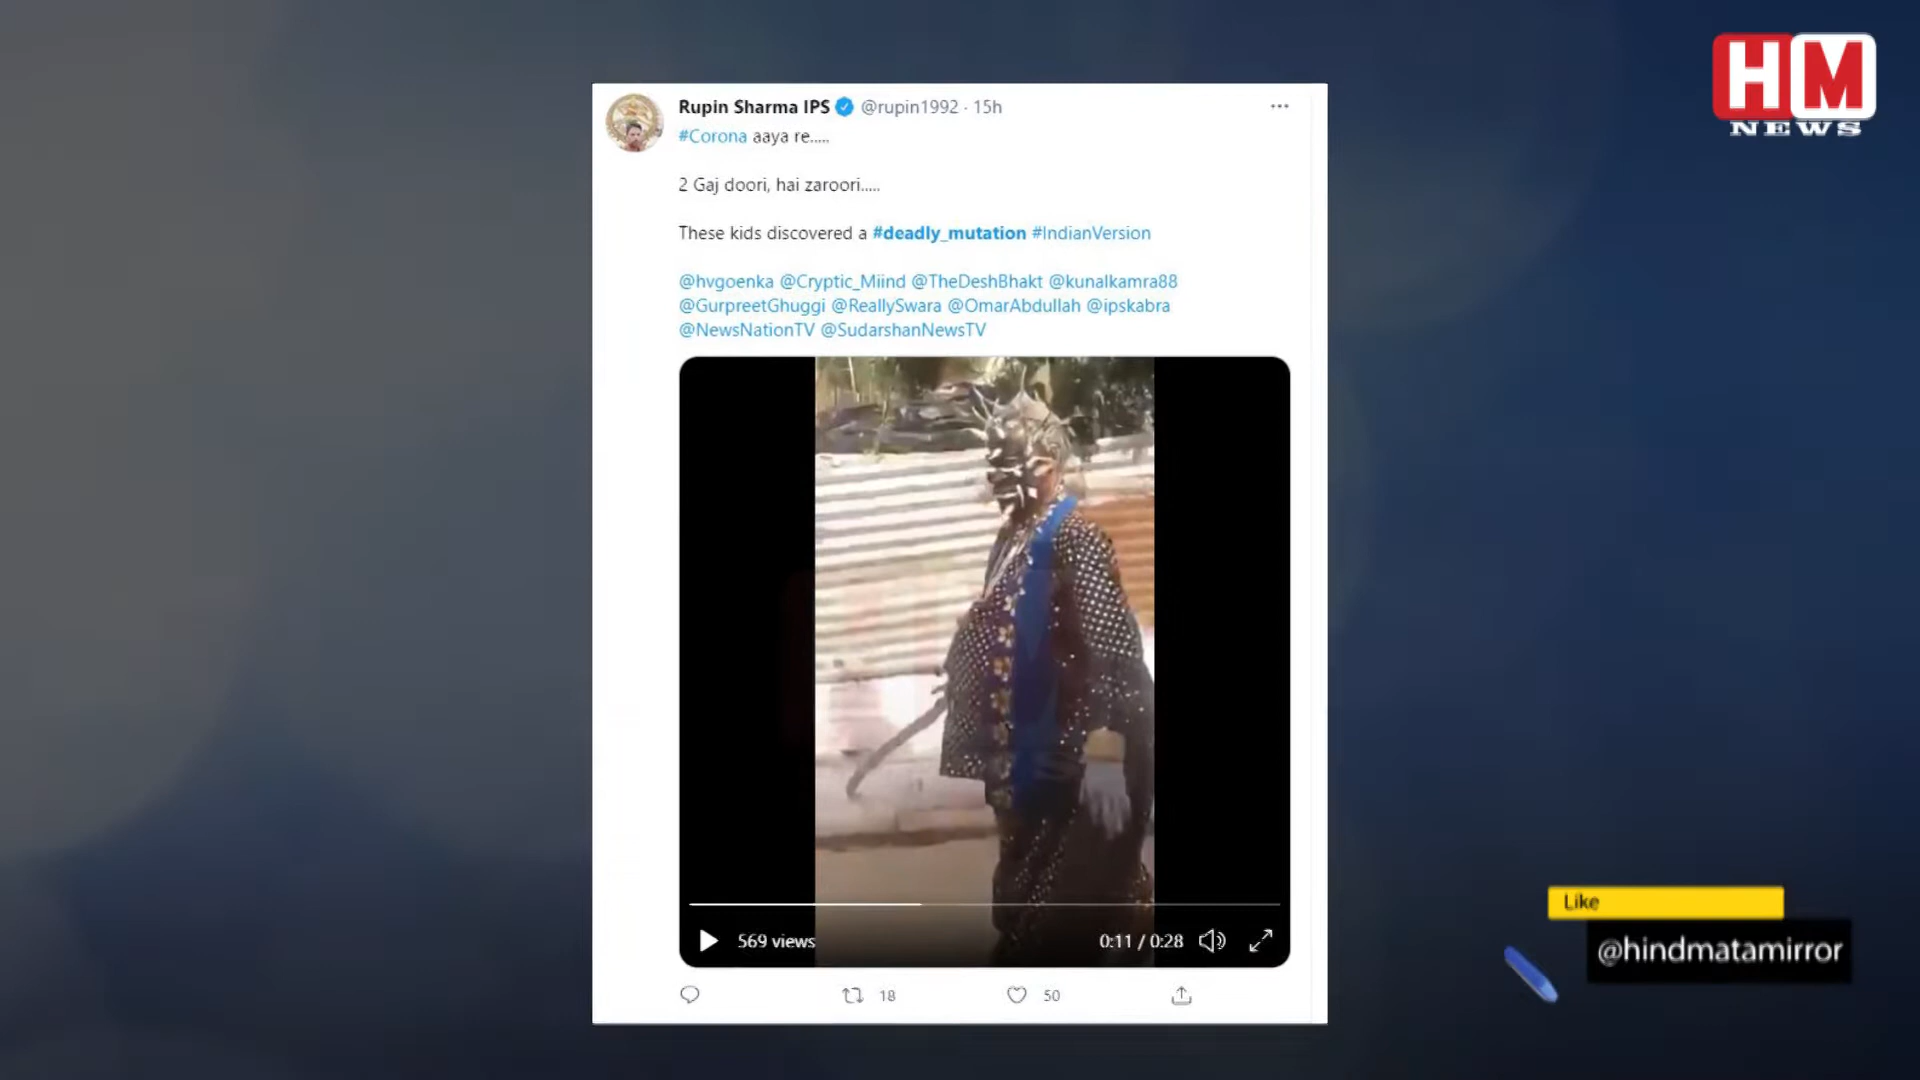 HM
NEWS
Rupin Sharma IPS @rupin1992 · 15h
#Corona aaya re.....
2 Gaj doori, hai zaroori.....
These kids discovered a #deadly_mutation #IndianVersion
@hvgoenka @Cryptic_Miind @TheDeshBhakt @kunalkamra88
@GurpreetGhuggi @ReallySwara @OmarAbdullah @ipskabra
@NewsNationTV @SudarshanNewsTV
569 views
0:11 / 0:28
18
50
Like
@hindmatamirror